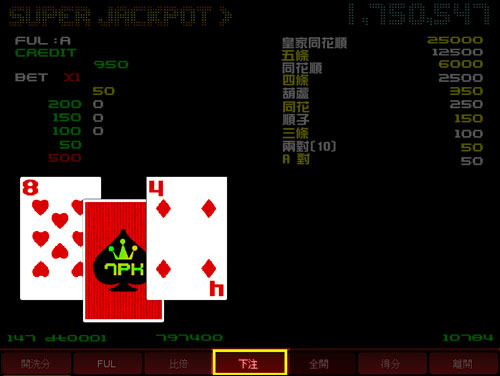 SUPER JACKPOT > 1,750,547
FUL :A
CREDIT
950
BET X1
50
200 0
150 0
100 0
50
500
皇家同花順 25000
五條 12500
同花順 6000
四條 2500
葫蘆 350
同花 250
順子 150
三條 100
兩對(10) 50
A 對 50
8
4
7PK
4
147 dt0001 797400 10784
開洗分 FUL 比倍 下注 全開 得分 離開